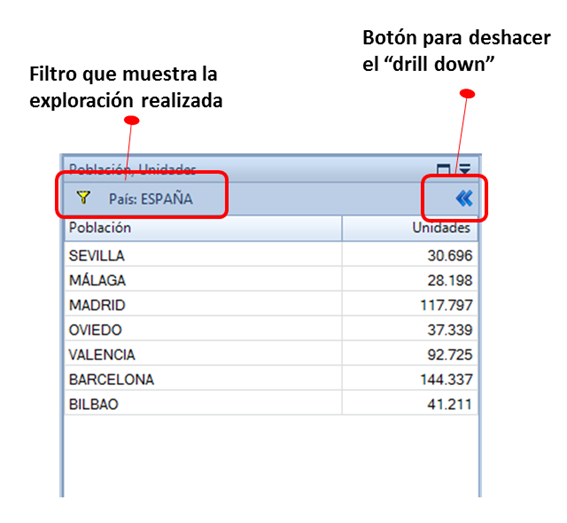 Botón para deshacer
el “drill down”
Filtro que muestra la
exploración realizada
Población, Unidades
País: ESPAÑA
Población Unidades
SEVILLA 30.696
MÁLAGA 28.198
MADRID 117.797
OVIEDO 37.339
VALENCIA 92.725
BARCELONA 144.337
BILBAO 41.211